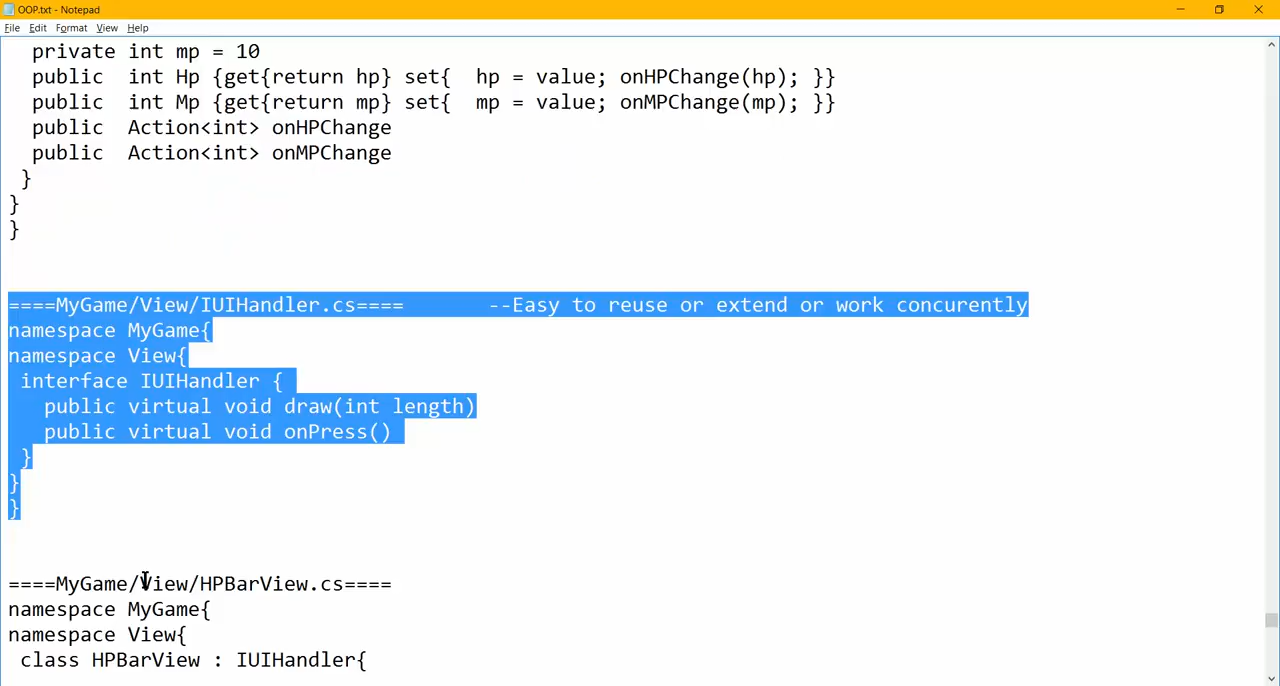 OOP.txt - Notepad
File Edit Format View Help
private int mp = 10
public  int Hp {get{return hp} set{  hp = value; onHPChange(hp); }}
public  int Mp {get{return mp} set{  mp = value; onMPChange(mp); }}
public  Action<int> onHPChange
public  Action<int> onMPChange
}
}
}
====MyGame/View/IUIHandler.cs====       --Easy to reuse or extend or work concurently
namespace MyGame{
namespace View{
interface IUIHandler {
public virtual void draw(int length)
public virtual void onPress()
}
}
}
====MyGame/View/HPBarView.cs====
namespace MyGame{
namespace View{
class HPBarView : IUIHandler{